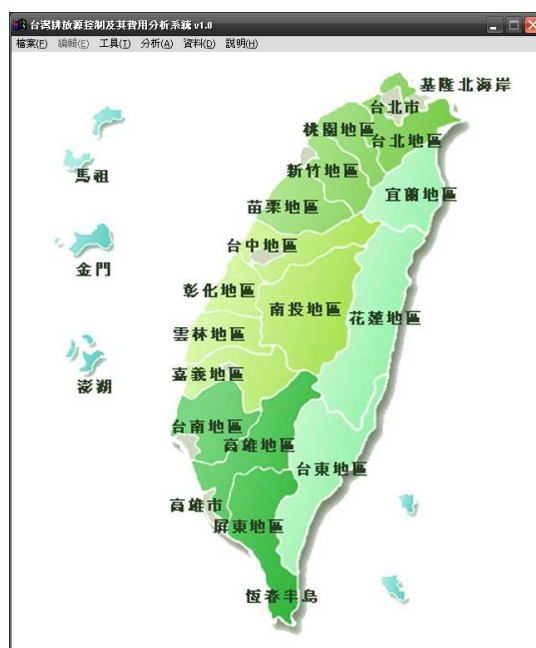 台灣排放源控制及其費用分析系統 v1.0
檔案(F) 編輯(E) 工具(T) 分析(A) 資料(D) 說明(H)
基隆北海岸
台北市
桃園地區
台北地區
新竹地區
馬祖
宜蘭地區
苗栗地區
台中地區
金門
彰化地區
南投地區
花蓮地區
雲林地區
嘉義地區
澎湖
台南地區
高雄地區
台東地區
高雄市
屏東地區
恆春半島